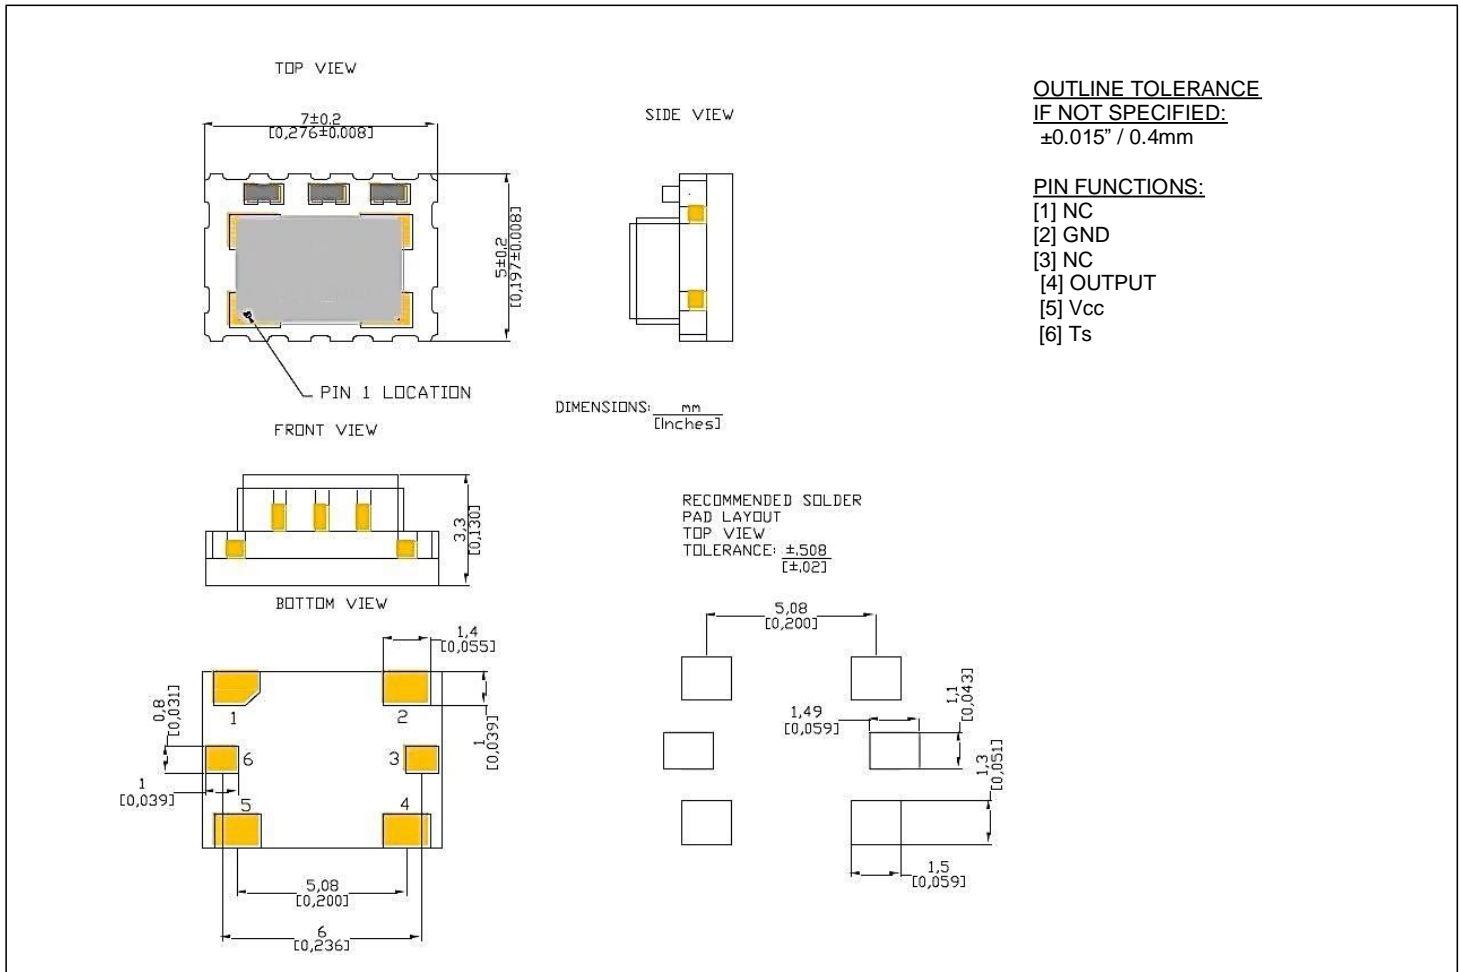 TOP VIEW
7±0.2
[0,276±0.008]
5±0.2
[0,197±0.008]
PIN 1 LOCATION
SIDE VIEW
OUTLINE TOLERANCE
IF NOT SPECIFIED:
±0.015” / 0.4mm
PIN FUNCTIONS:
[1] NC
[2] GND
[3] NC
[4] OUTPUT
[5] Vcc
[6] Ts
DIMENSIONS: mm
[Inches]
FRONT VIEW
3,3
[0,130]
RECOMMENDED SOLDER
PAD LAYOUT
TOP VIEW
TOLERANCE: ±.508
[±.02]
BOTTOM VIEW
1,4
[0,055]
0,8
[0,031]
1
2
1
[0,039]
6
3
1
[0,039]
5
4
5,08
[0,200]
6
[0,236]
5,08
[0,200]
1,49
[0,059]
1,1
[0,043]
1,3
[0,051]
1,5
[0,059]